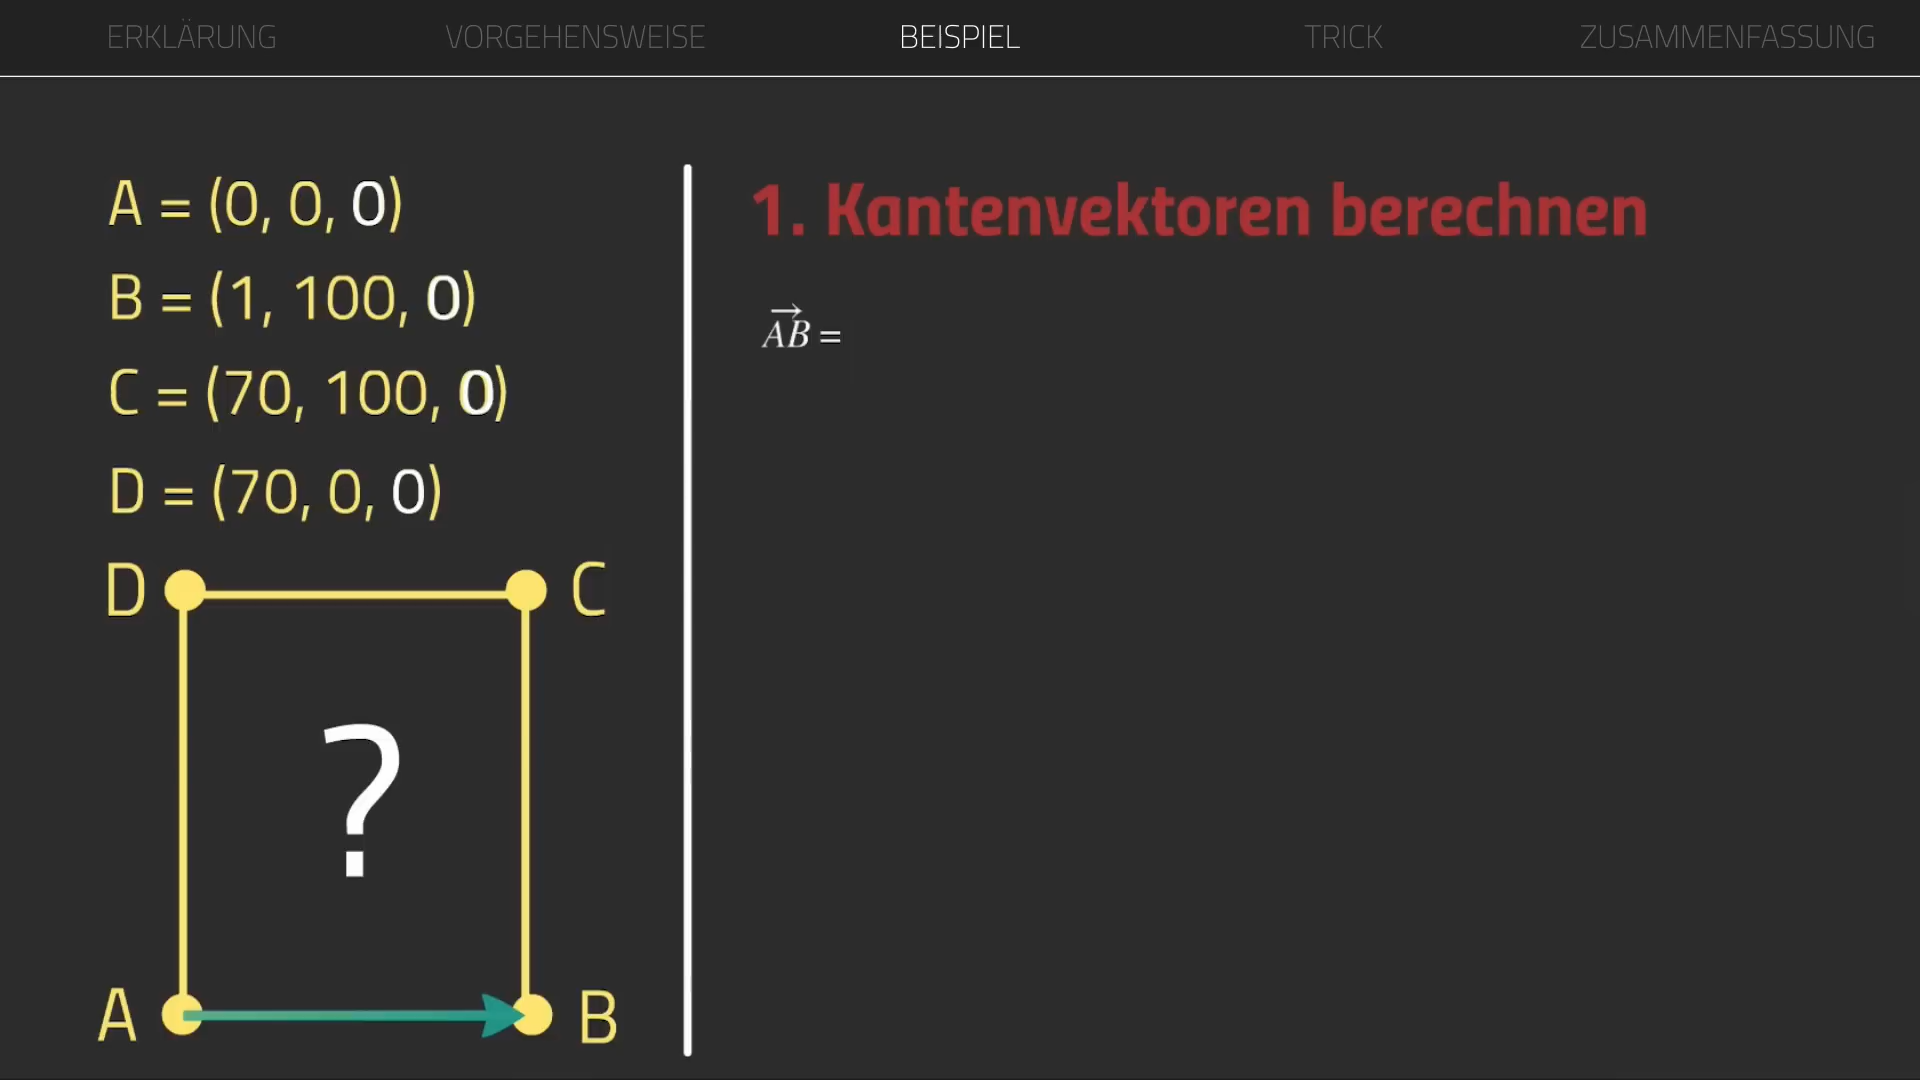 ERKLÄRUNG VORGEHENSWEISE BEISPIEL TRICK ZUSAMMENFASSUNG
A = (0, 0, 0)
B = (1, 100, 0)
C = (70, 100, 0)
D = (70, 0, 0)
D C
?
A B
1. Kantenvektoren berechnen
\overrightarrow{AB} =